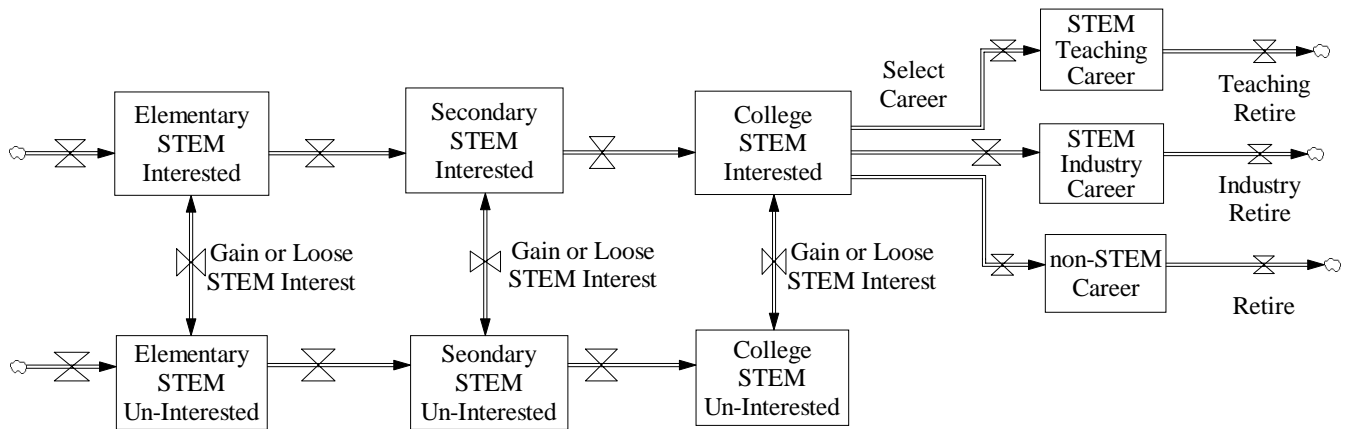 STEM
Teaching
Career
Select
Career
Teaching
Retire
Elementary
STEM
Interested
Secondary
STEM
Interested
College
STEM
Interested
STEM
Industry
Career
Industry
Retire
Gain or Loose
STEM Interest
Gain or Loose
STEM Interest
Gain or Loose
STEM Interest
non-STEM
Career
Retire
Elementary
STEM
Un-Interested
Seondary
STEM
Un-Interested
College
STEM
Un-Interested